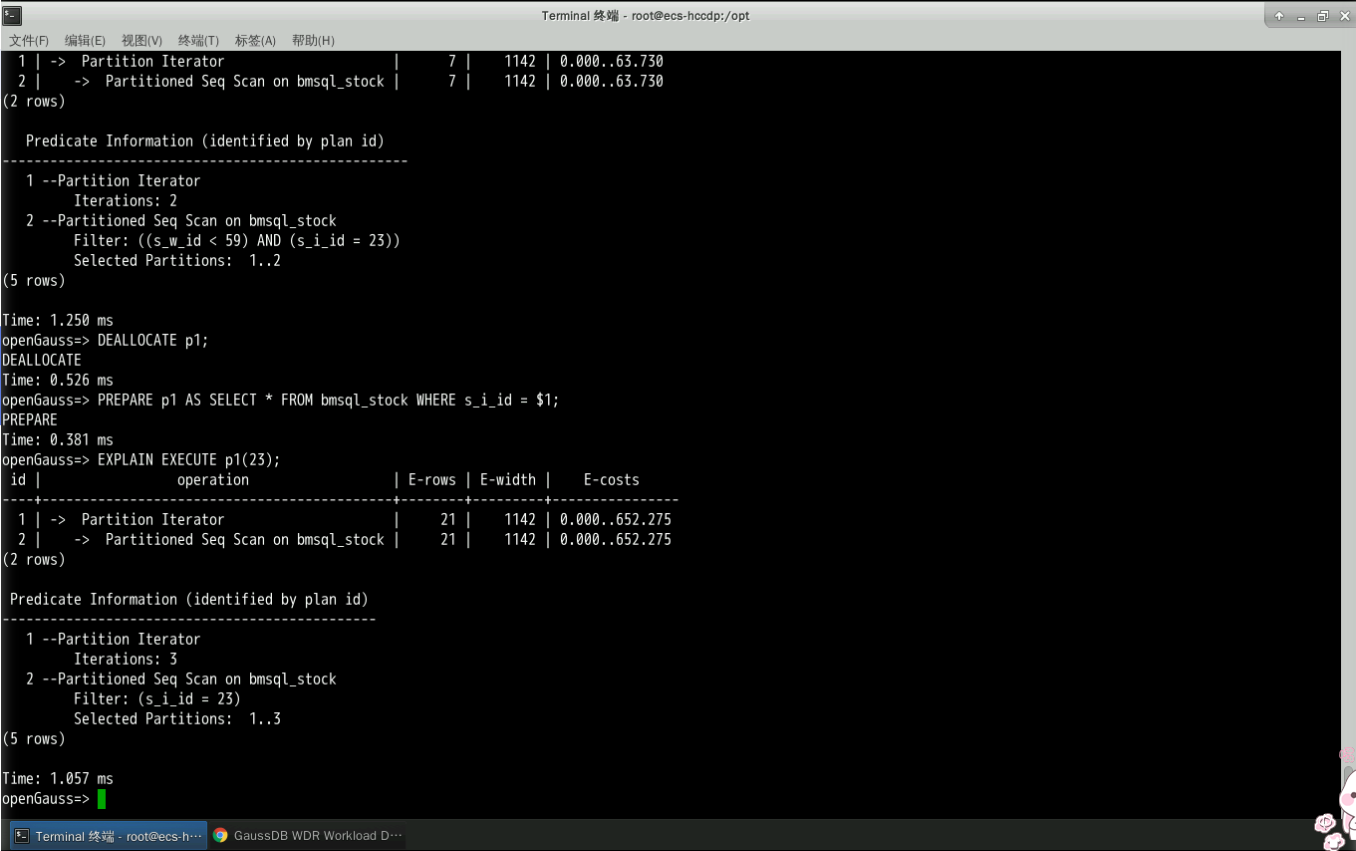 Terminal 终端 - root@ecs-hccdp:/opt
文件(F) 编辑(E) 视图(V) 终端(T) 标签(A) 帮助(H)
  1 | ->  Partition Iterator                     |      7 |    1142 | 0.000..63.730
  2 |    ->  Partitioned Seq Scan on bmsql_stock |      7 |    1142 | 0.000..63.730
(2 rows)
   Predicate Information (identified by plan id)
---------------------------------------------------
   1 --Partition Iterator
         Iterations: 2
   2 --Partitioned Seq Scan on bmsql_stock
         Filter: ((s_w_id < 59) AND (s_i_id = 23))
         Selected Partitions:  1..2
(5 rows)
Time: 1.250 ms
openGauss=> DEALLOCATE p1;
DEALLOCATE
Time: 0.526 ms
openGauss=> PREPARE p1 AS SELECT * FROM bmsql_stock WHERE s_i_id = $1;
PREPARE
Time: 0.381 ms
openGauss=> EXPLAIN EXECUTE p1(23);
 id |                 operation                  | E-rows | E-width |    E-costs
----+--------------------------------------------+--------+---------+----------------
  1 | ->  Partition Iterator                     |     21 |    1142 | 0.000..652.275
  2 |    ->  Partitioned Seq Scan on bmsql_stock |     21 |    1142 | 0.000..652.275
(2 rows)
 Predicate Information (identified by plan id)
-----------------------------------------------
   1 --Partition Iterator
         Iterations: 3
   2 --Partitioned Seq Scan on bmsql_stock
         Filter: (s_i_id = 23)
         Selected Partitions:  1..3
(5 rows)
Time: 1.057 ms
openGauss=>
Terminal 终端 - root@ecs-h··· GaussDB WDR Workload D···